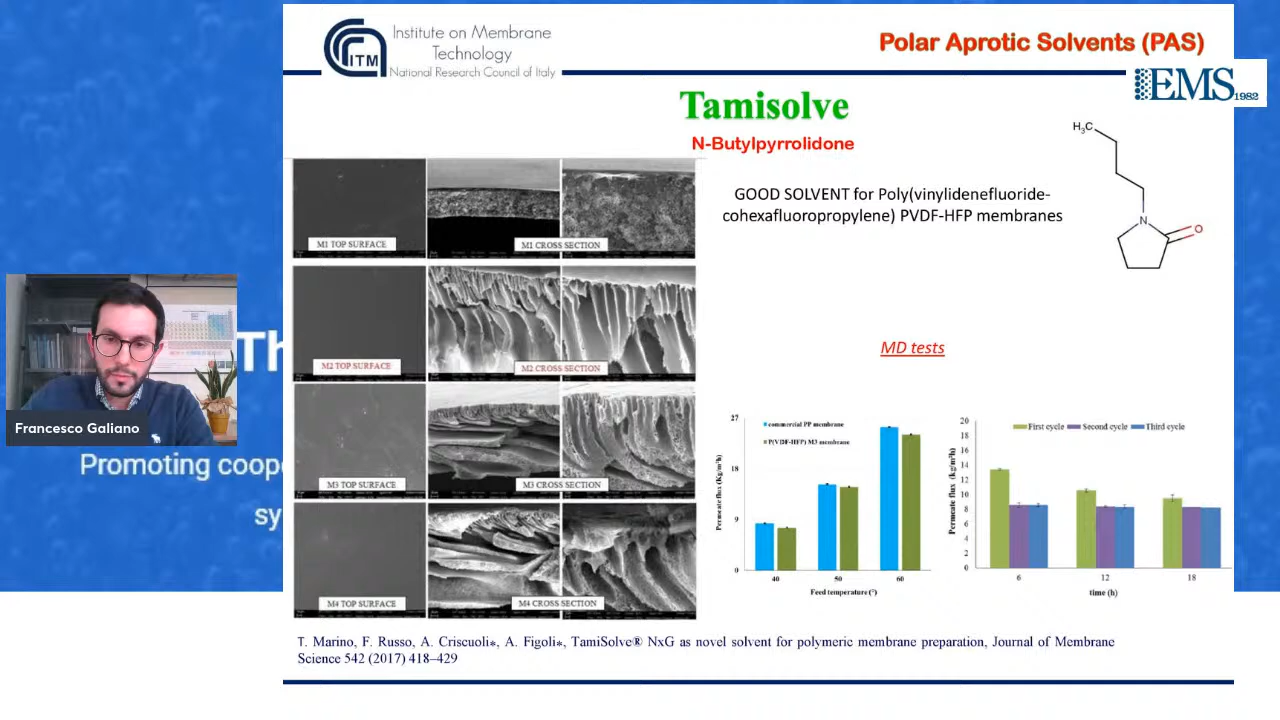 ITM
Institute on Membrane
Technology
National Research Council of Italy
Polar Aprotic Solvents (PAS)
EMS 1982
Tamisolve
N-Butylpyrrolidone
GOOD SOLVENT for Poly(vinylidenefluoride-
cohexafluoropropylene) PVDF-HFP membranes
H3C
N
O
M1 TOP SURFACE
M1 CROSS SECTION
M2 TOP SURFACE
M2 CROSS SECTION
M3 TOP SURFACE
M3 CROSS SECTION
M4 TOP SURFACE
M4 CROSS SECTION
MD tests
commercial PP membrane
P(VDF-HFP) M3 membrane
Permeate flux (Kg/m²h)
27
18
9
0
40 50 60
Feed temperature (°)
First cycle Second cycle Third cycle
Permeate flux (kg/m²h)
20
18
16
14
12
10
8
6
4
2
0
6 12 18
time (h)
T. Marino, F. Russo, A. Criscuoli*, A. Figoli*, TamiSolve® NxG as novel solvent for polymeric membrane preparation, Journal of Membrane
Science 542 (2017) 418–429
Th
Francesco Galiano
Promoting coop
sy